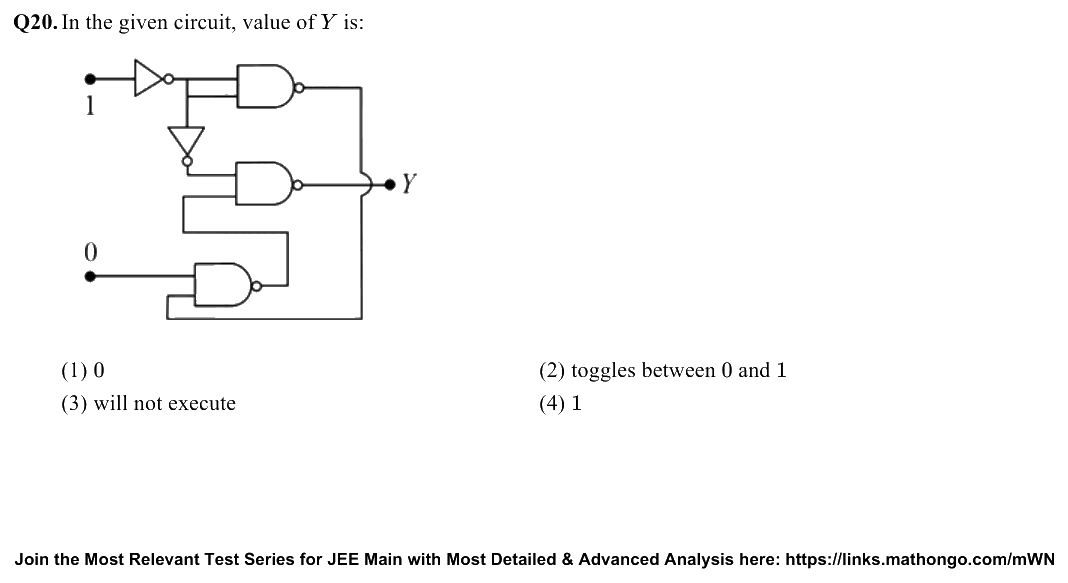 Q20. In the given circuit, value of Y is:
1
Y
0
(1) 0
(2) toggles between 0 and 1
(3) will not execute
(4) 1
Join the Most Relevant Test Series for JEE Main with Most Detailed & Advanced Analysis here: https://links.mathongo.com/mWN